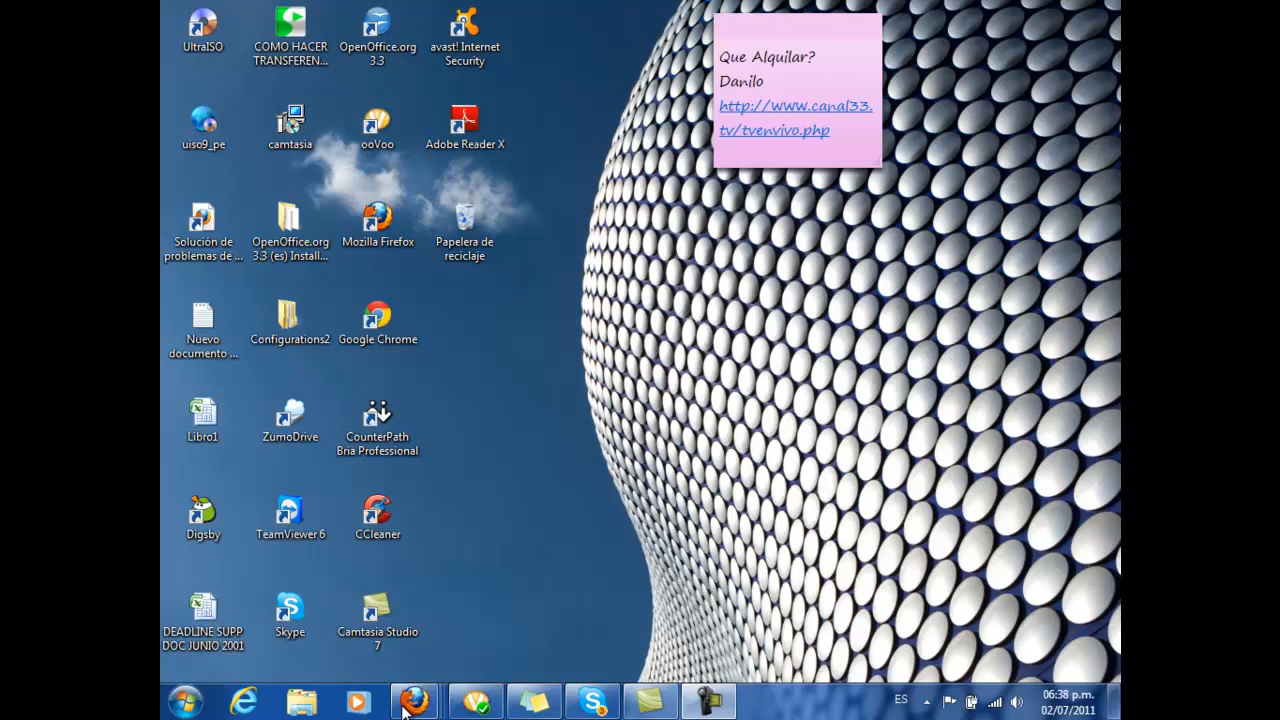 UltraISO
COMO HACER
TRANSFEREN...
OpenOffice.org
3.3
avast! Internet
Security
uiso9_pe
camtasia
ooVoo
Adobe Reader X
Solución de
problemas de ...
OpenOffice.org
3.3 (es) Install...
Mozilla Firefox
Papelera de
reciclaje
Nuevo
documento ...
Configurations2
Google Chrome
Libro1
ZumoDrive
CounterPath
Bria Professional
Digsby
TeamViewer 6
CCleaner
DEADLINE SUPP
DOC JUNIO 2001
Skype
Camtasia Studio
7
Que Alquilar?
Danilo
http://www.canal33.
tv/tvenvivo.php
ES
06:38 p.m.
02/07/2011